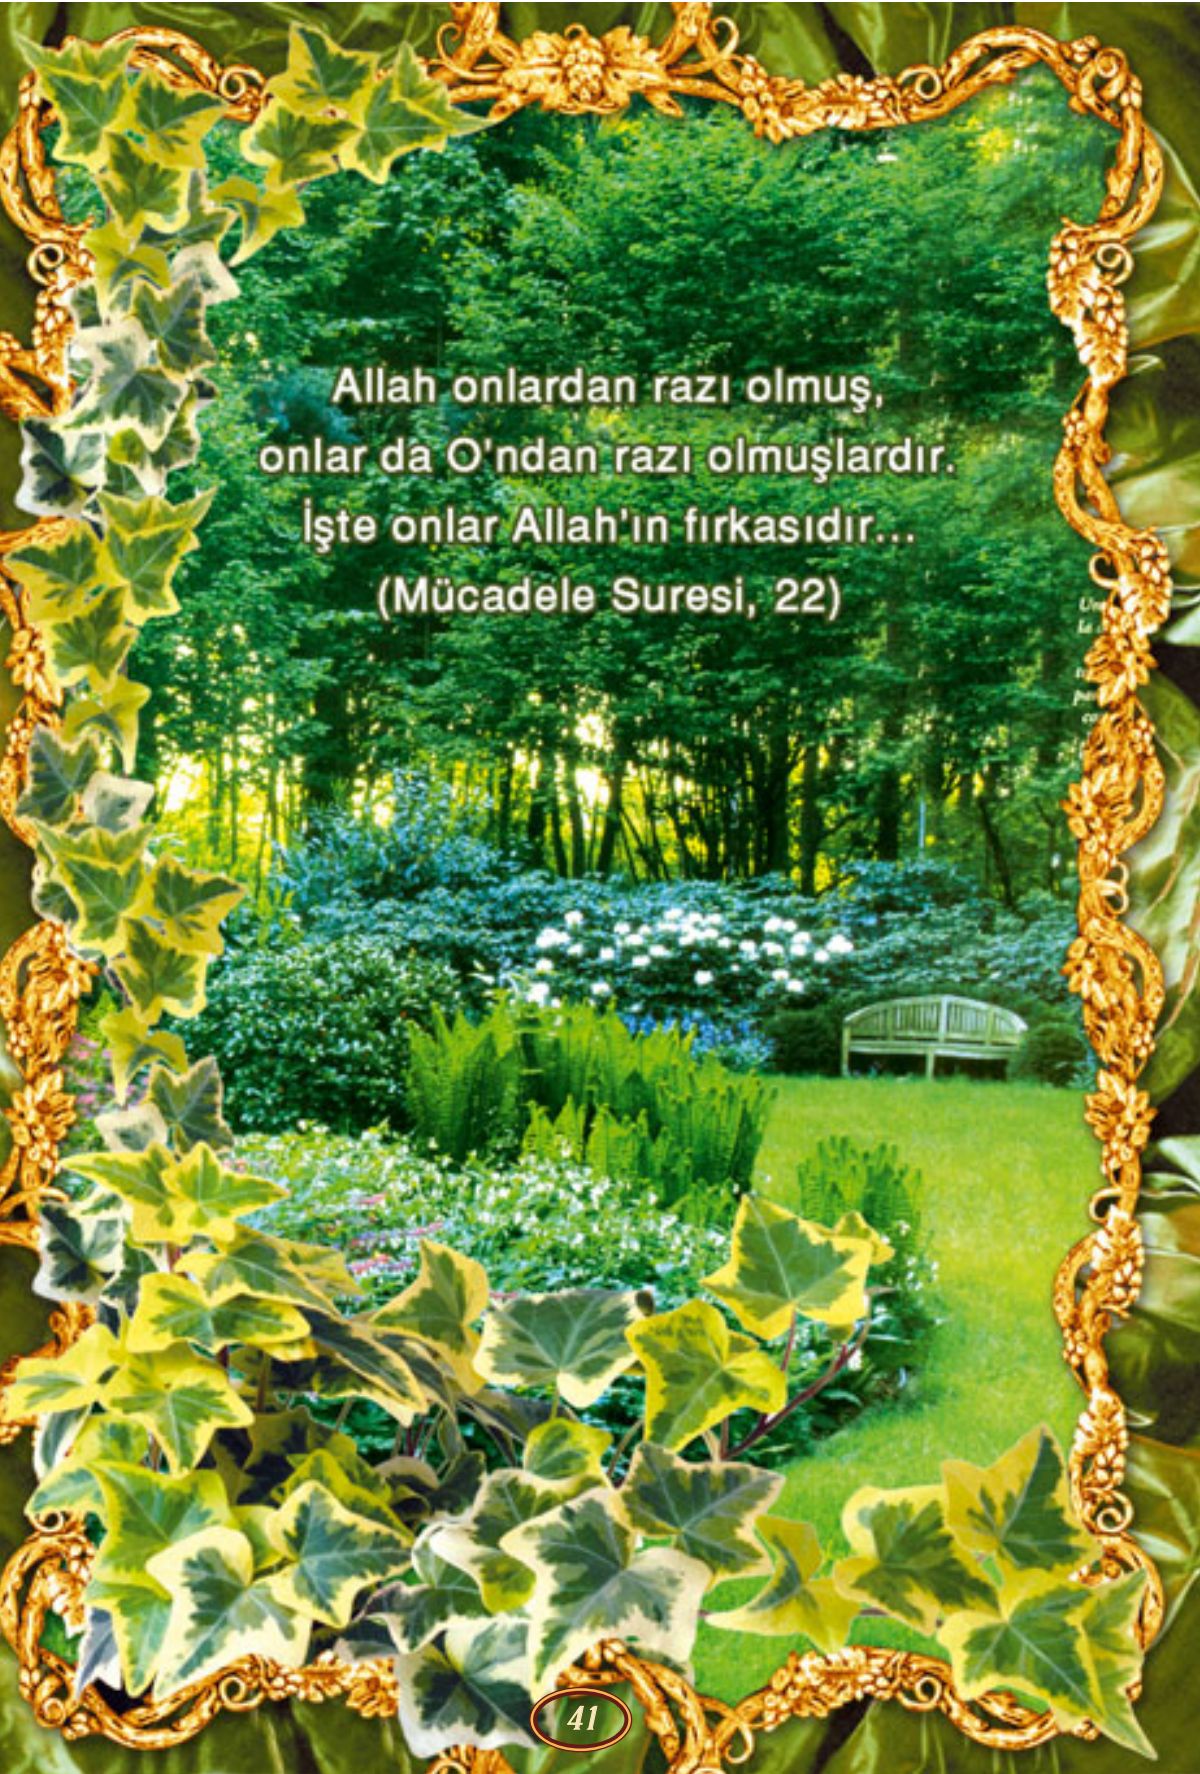 Allah onlardan razı olmuş,
onlar da O'ndan razı olmuşlardır.
İşte onlar Allah'ın fırkasıdır...
(Mücadele Suresi, 22)
41